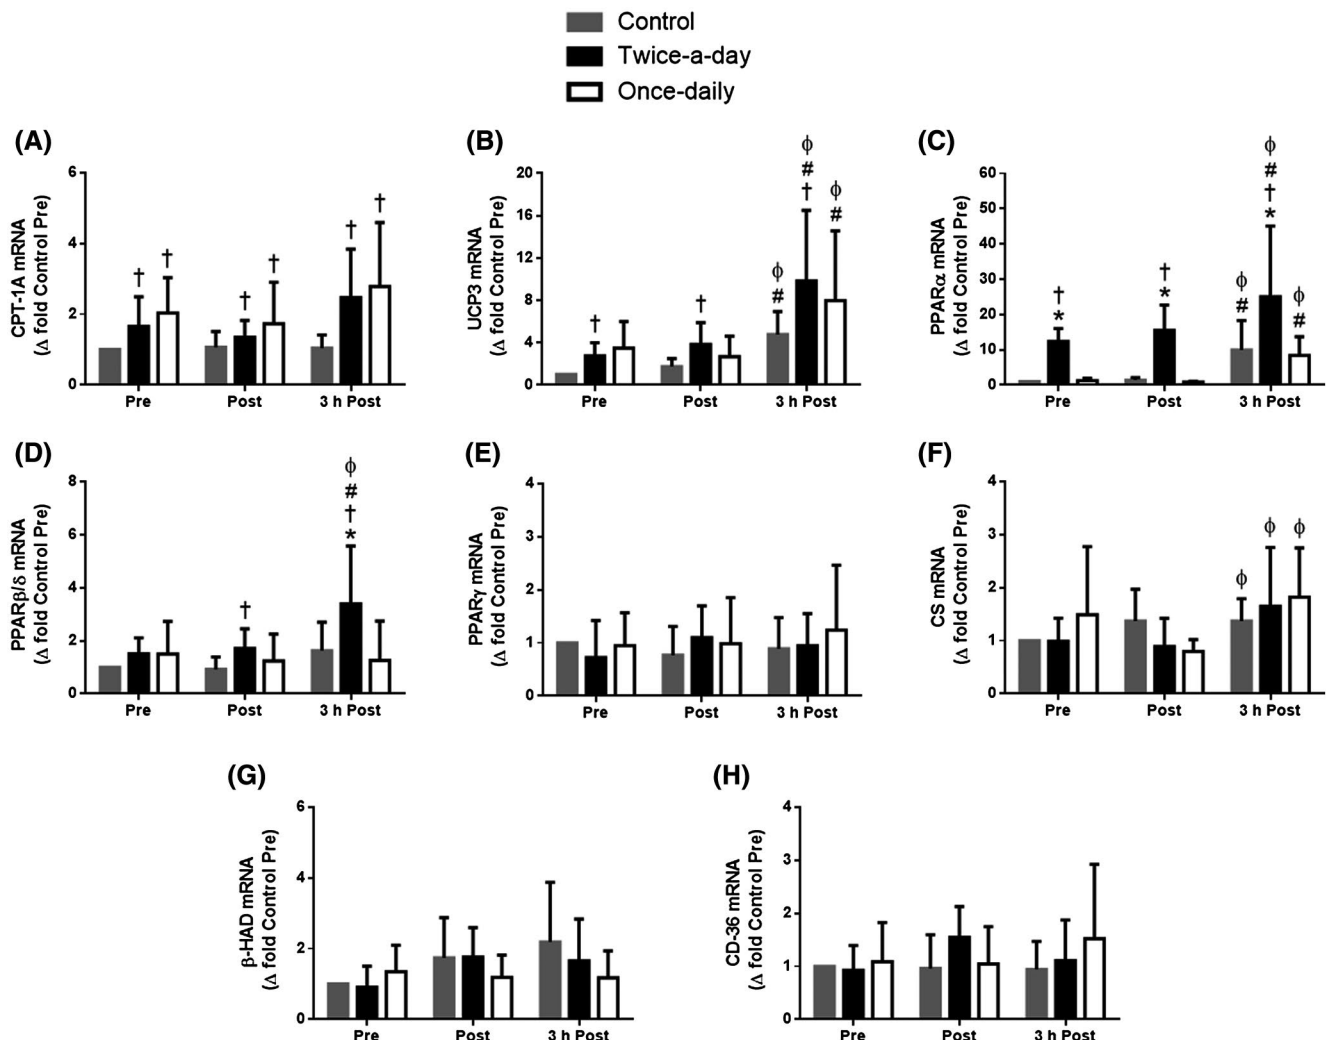 Control
Twice-a-day
Once-daily
(A)
CPT-1A mRNA
(Δ fold Control Pre)
6
4
2
0
† † † † † †
Pre Post 3 h Post
(B)
UCP3 mRNA
(Δ fold Control Pre)
20
16
12
8
4
0
†
†
ϕ
#
ϕ
#
†
ϕ
#
Pre Post 3 h Post
(C)
PPARα mRNA
(Δ fold Control Pre)
60
50
40
30
20
10
0
†
*
†
*
ϕ
#
ϕ
#
†
*
ϕ
#
Pre Post 3 h Post
(D)
PPARβ/δ mRNA
(Δ fold Control Pre)
8
6
4
2
0
†
ϕ
#
†
*
Pre Post 3 h Post
(E)
PPARγ mRNA
(Δ fold Control Pre)
4
3
2
1
0
Pre Post 3 h Post
(F)
CS mRNA
(Δ fold Control Pre)
4
3
2
1
0
ϕ ϕ ϕ
Pre Post 3 h Post
(G)
β-HAD mRNA
(Δ fold Control Pre)
6
4
2
0
Pre Post 3 h Post
(H)
CD-36 mRNA
(Δ fold Control Pre)
4
3
2
1
0
Pre Post 3 h Post